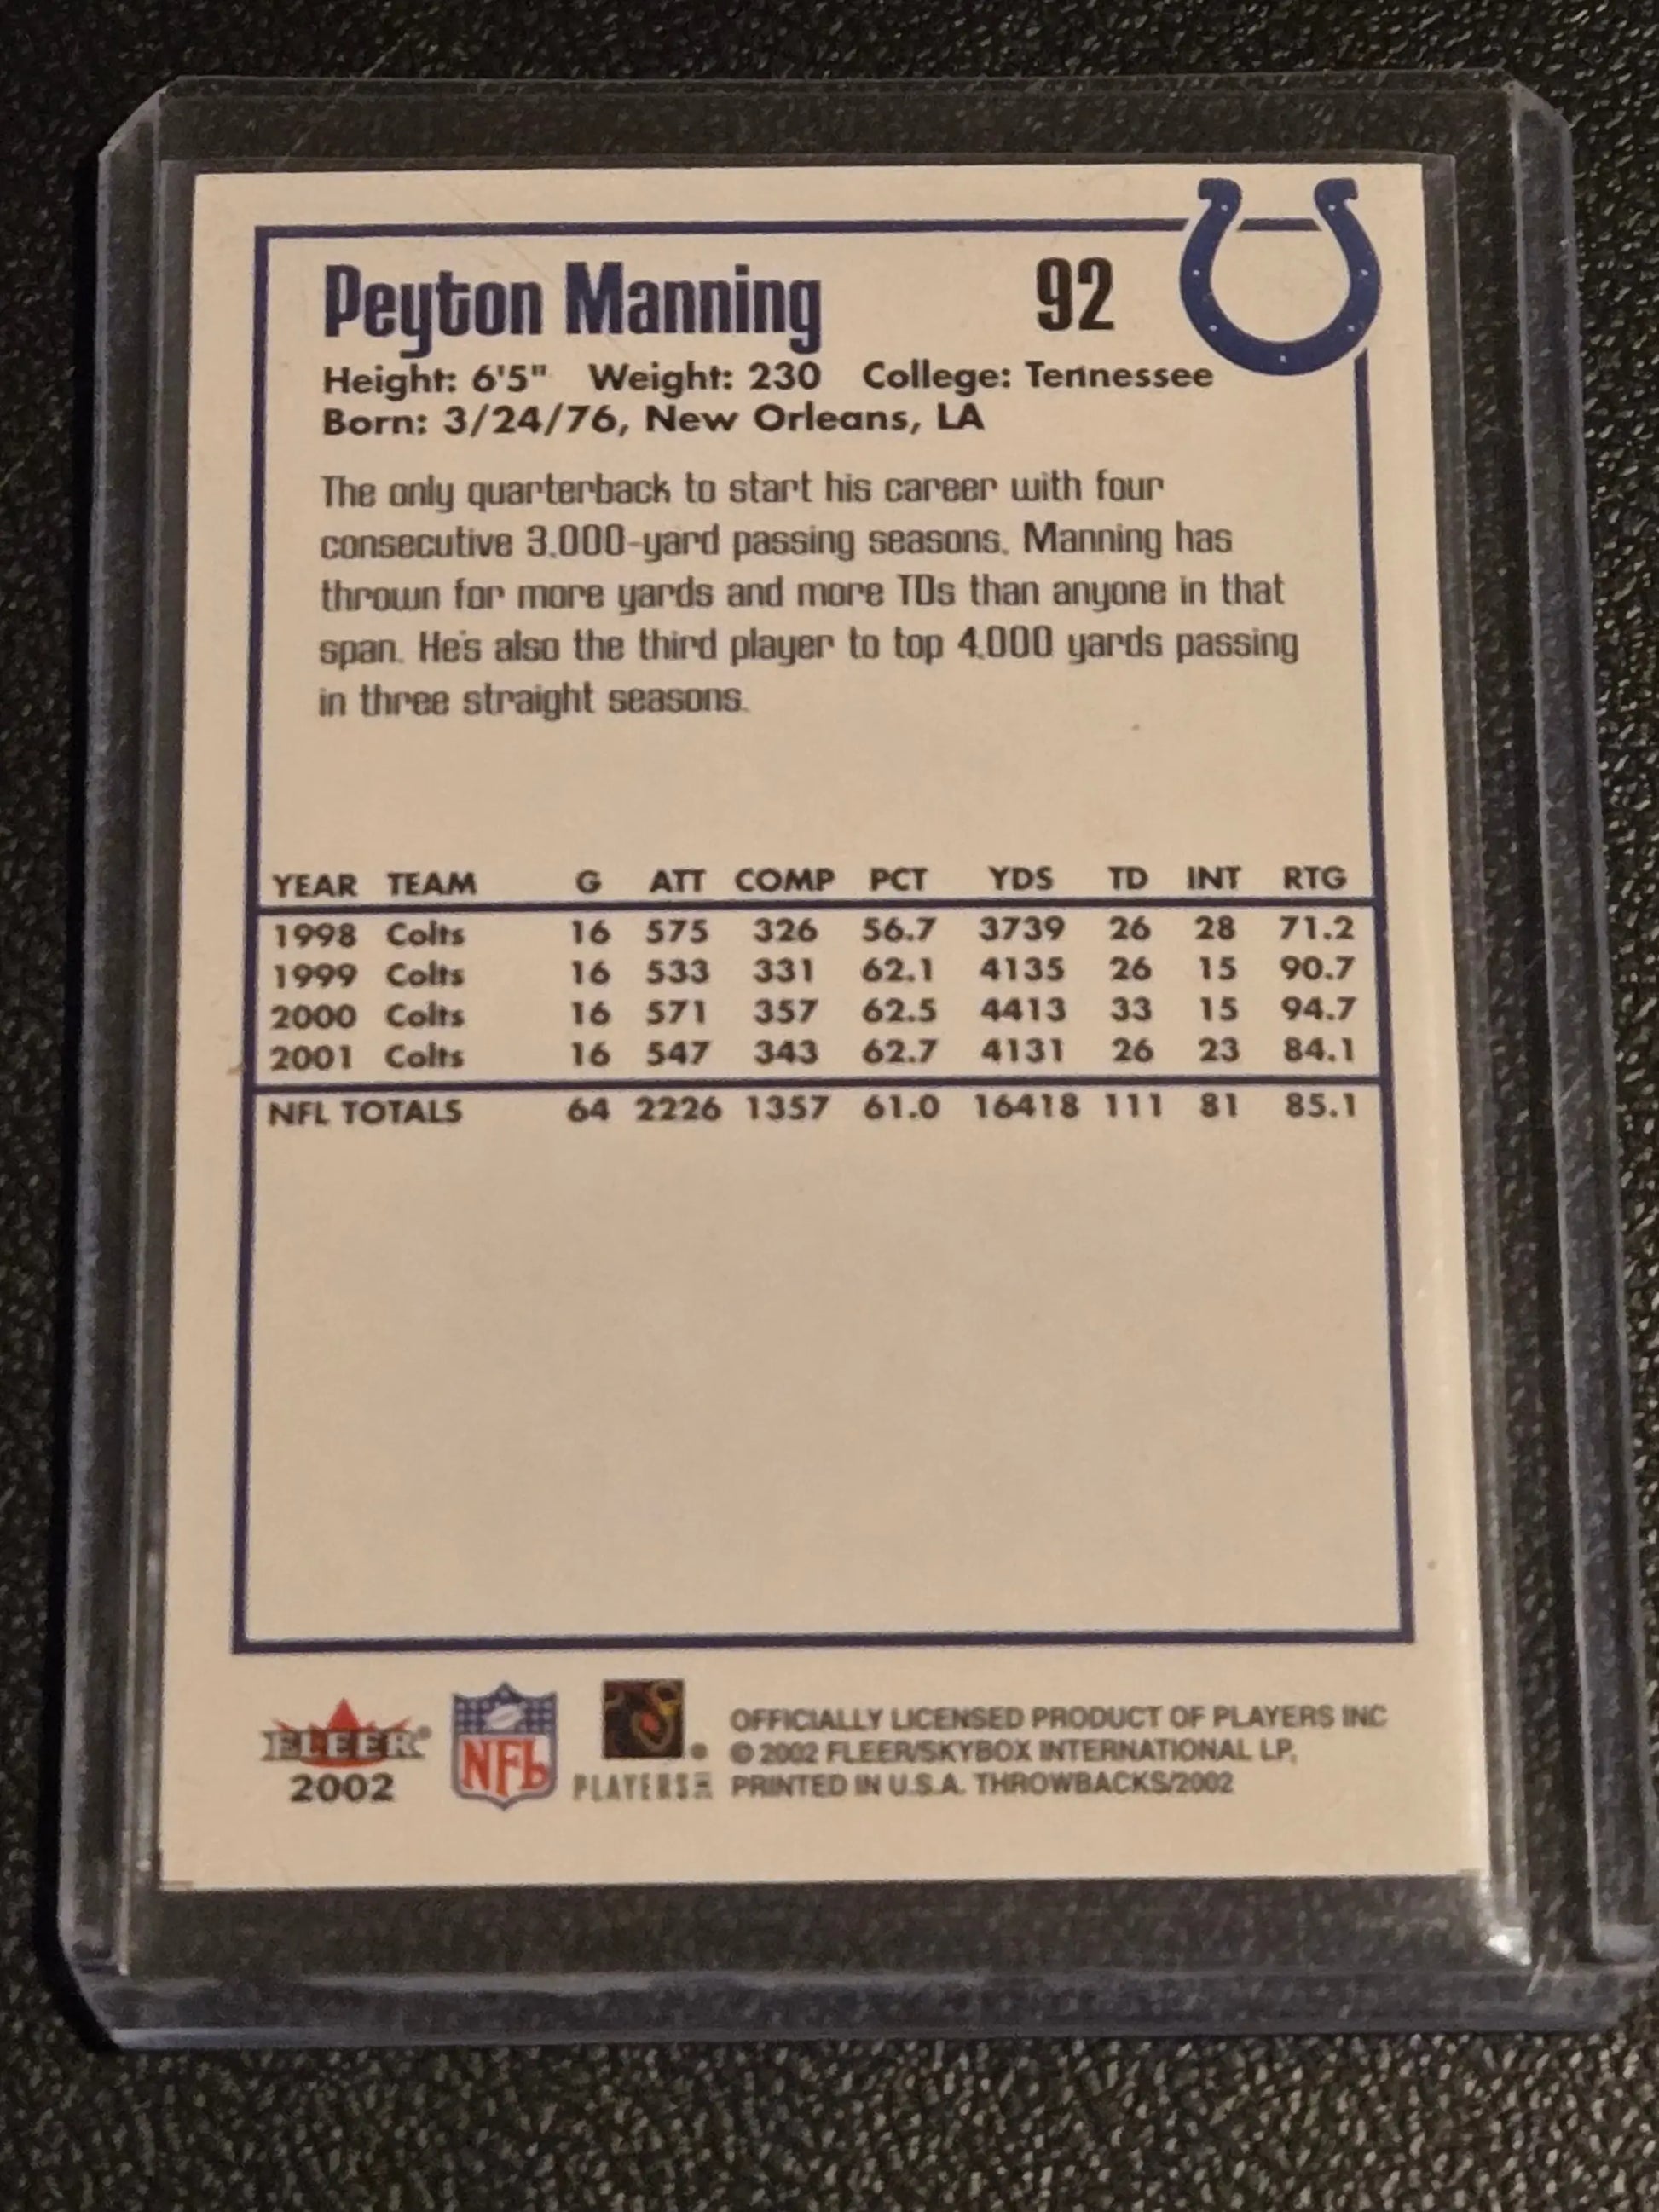 Peyton Manning 92
Height: 6'5" Weight: 230 College: Tennessee
Born: 3/24/76, New Orleans, LA
The only quarterback to start his career with four
consecutive 3,000-yard passing seasons, Manning has
thrown for more yards and more TDs than anyone in that
span. He's also the third player to top 4,000 yards passing
in three straight seasons.
YEAR TEAM G ATT COMP PCT YDS TD INT RTG
1998 Colts 16 575 326 56.7 3739 26 28 71.2
1999 Colts 16 533 331 62.1 4135 26 15 90.7
2000 Colts 16 571 357 62.5 4413 33 15 94.7
2001 Colts 16 547 343 62.7 4131 26 23 84.1
NFL TOTALS 64 2226 1357 61.0 16418 111 81 85.1
FLEER®
2002
NFL
PLAYERS INC
OFFICIALLY LICENSED PRODUCT OF PLAYERS INC
© 2002 FLEER/SKYBOX INTERNATIONAL LP,
PRINTED IN U.S.A. THROWBACKS/2002